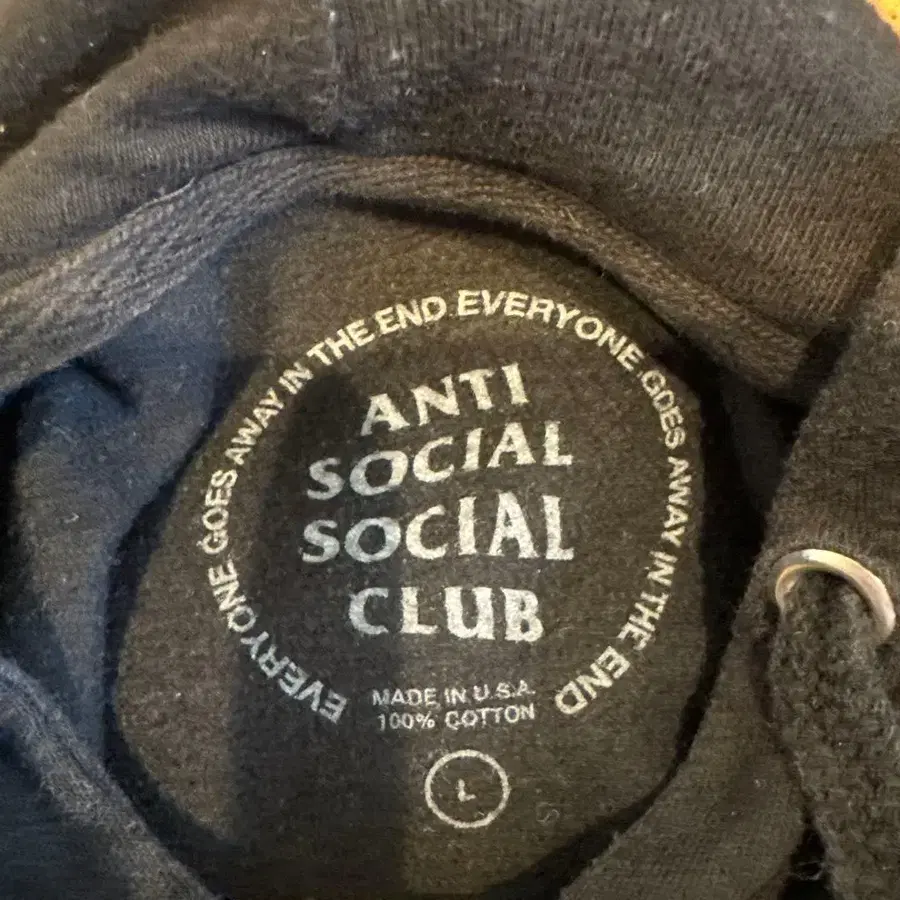 EVERYONE GOES AWAY IN THE END EVERYONE GOES AWAY IN THE END
ANTI
SOCIAL
SOCIAL
CLUB
MADE IN U.S.A.
100% COTTON
L